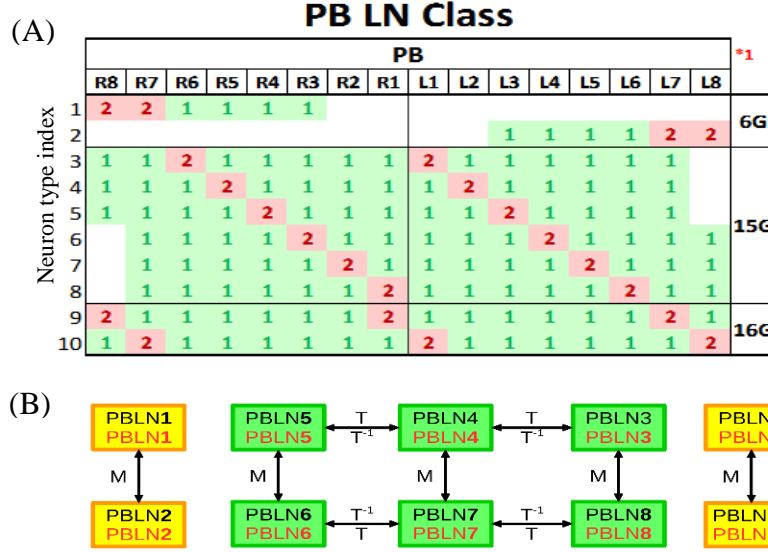 PB LN Class
(A)
PB
*1
R8 R7 R6 R5 R4 R3 R2 R1 L1 L2 L3 L4 L5 L6 L7 L8
Neuron type index
1 2 2 1 1 1 1 6G
2 1 1 1 1 2 2
3 1 1 2 1 1 1 1 1 2 1 1 1 1 1 1
4 1 1 1 2 1 1 1 1 1 2 1 1 1 1 1
5 1 1 1 1 2 1 1 1 1 1 2 1 1 1 1
6 1 1 1 1 2 1 1 1 1 1 2 1 1 1 1 15G
7 1 1 1 1 1 2 1 1 1 1 1 2 1 1 1
8 1 1 1 1 1 1 2 1 1 1 1 1 2 1 1
9 2 1 1 1 1 1 1 2 1 1 1 1 1 1 2 1 16G
10 1 2 1 1 1 1 1 1 2 1 1 1 1 1 1 2
(B)
PBLN1 PBLN5 T PBLN4 T PBLN3 PBLN
PBLN1 PBLN5 T-1 PBLN4 T-1 PBLN3 PBLN
M M M M M
PBLN2 PBLN6 T-1 PBLN7 T-1 PBLN8 PBLN
PBLN2 PBLN6 T PBLN7 T PBLN8 PBLN